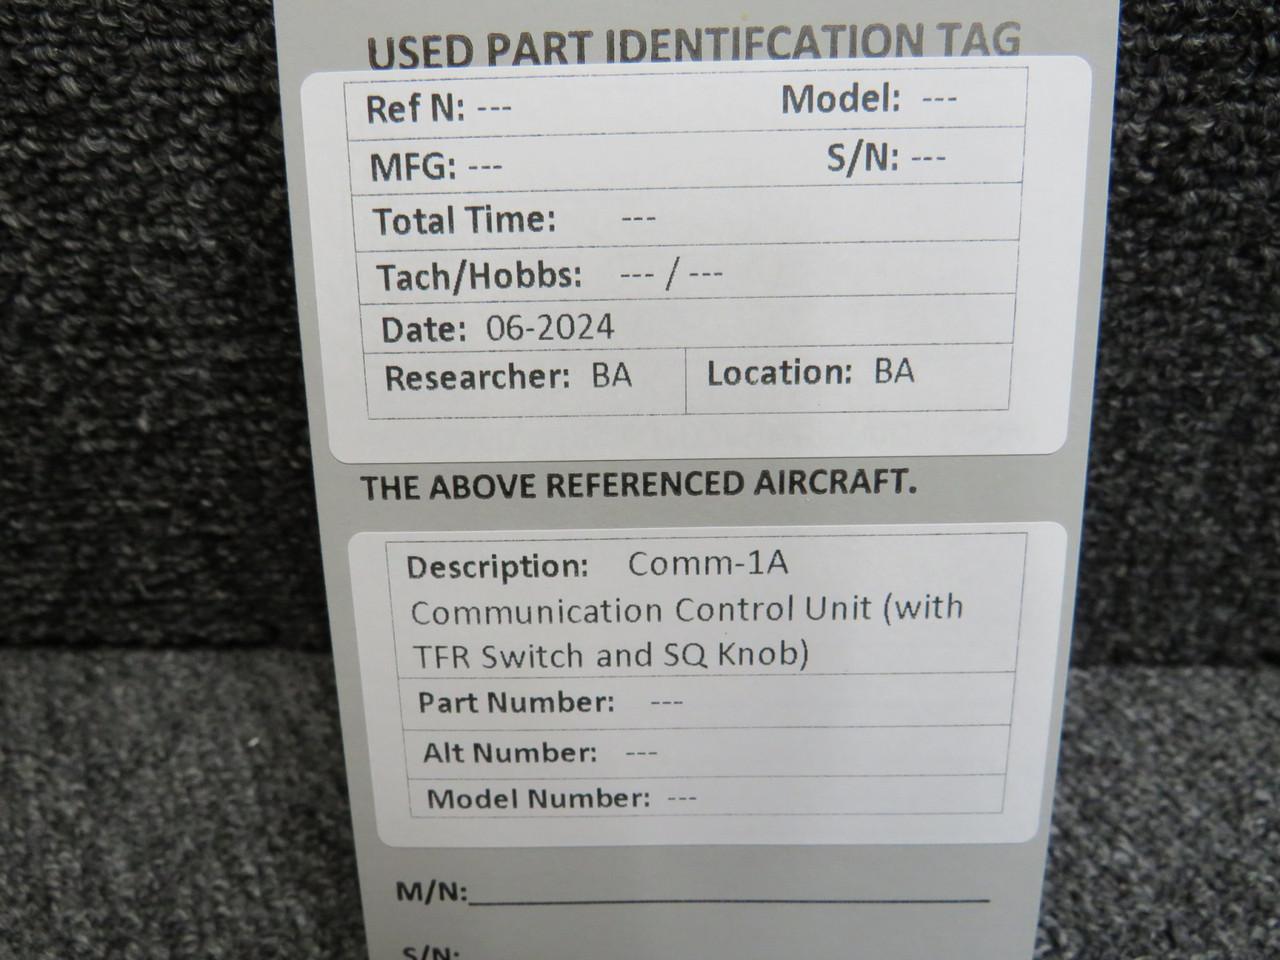 USED PART IDENTIFCATION TAG
Ref N: --- Model: ---
MFG: --- S/N: ---
Total Time: ---
Tach/Hobbs: --- / ---
Date: 06-2024
Researcher: BA Location: BA
THE ABOVE REFERENCED AIRCRAFT.
Description: Comm-1A
Communication Control Unit (with
TFR Switch and SQ Knob)
Part Number: ---
Alt Number: ---
Model Number: ---
M/N:
S/N: